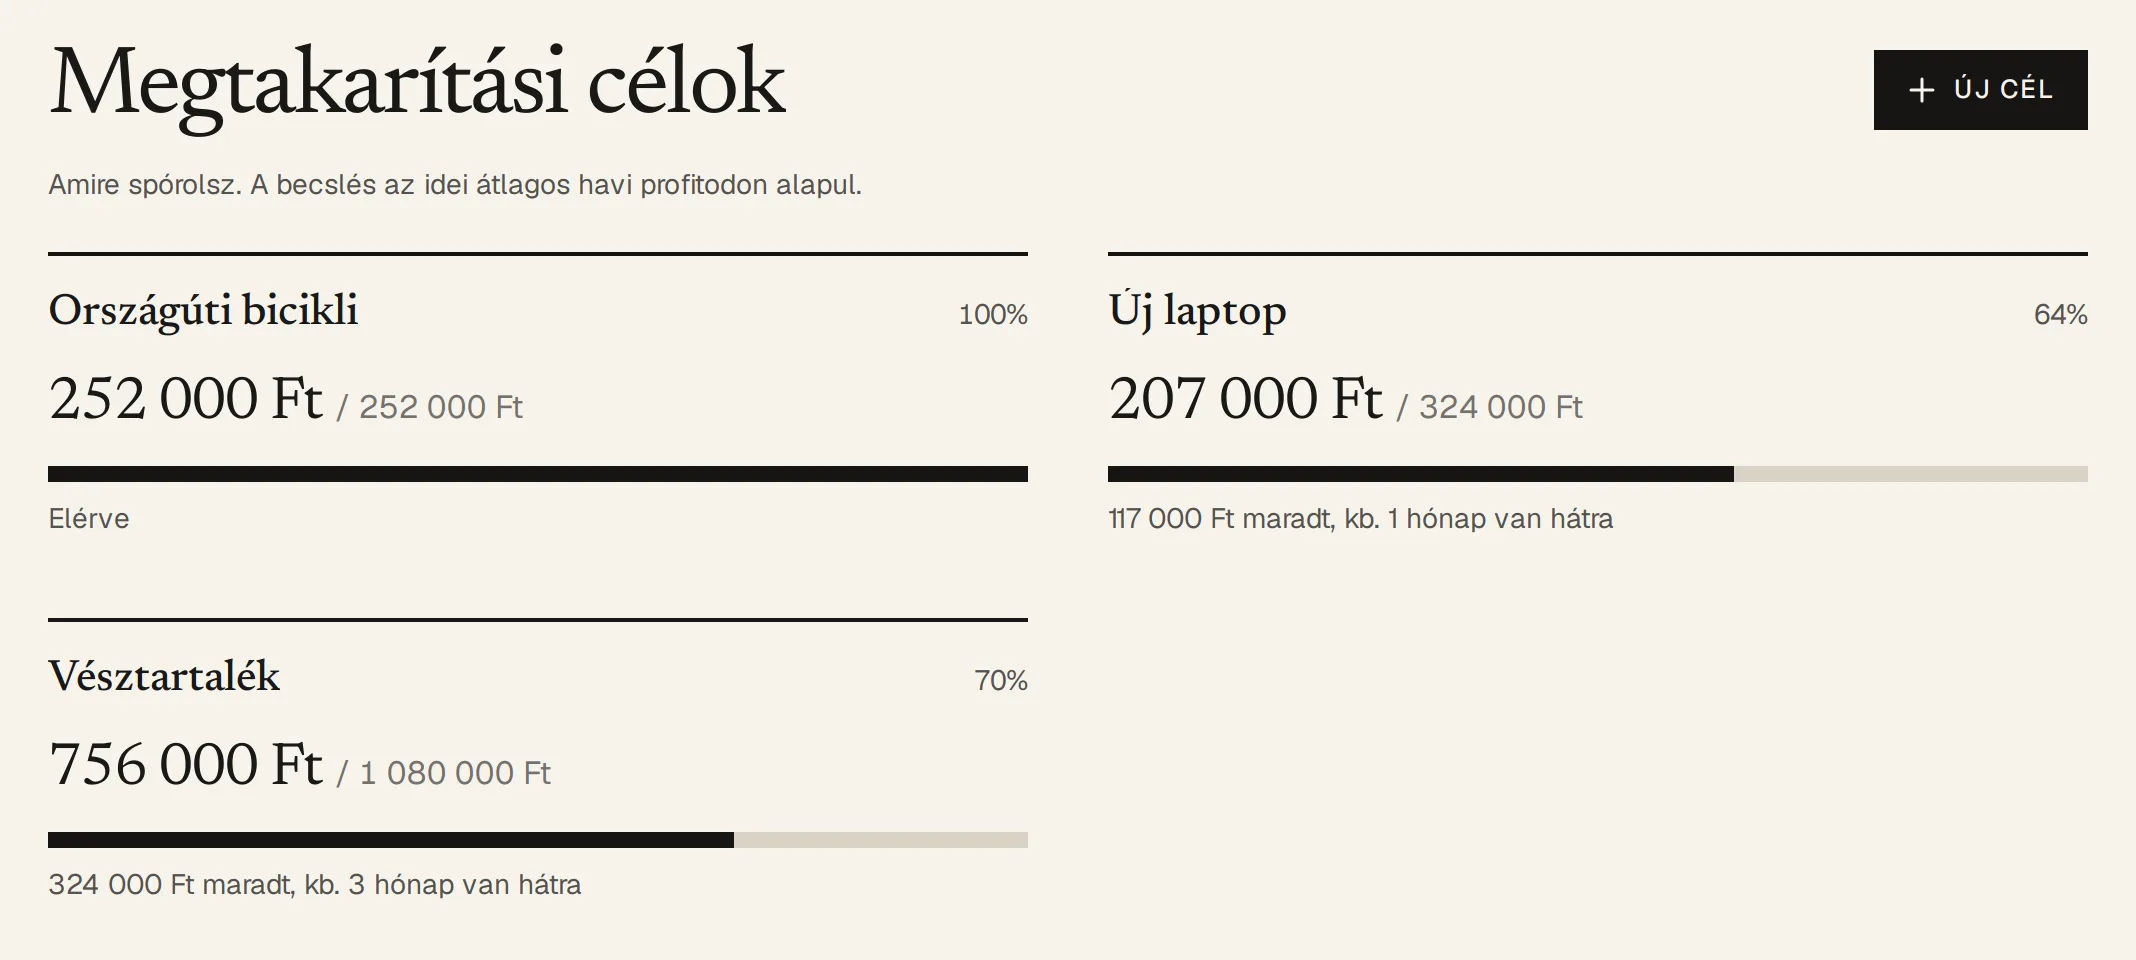 Megtakarítási célok
+ ÚJ CÉL
Amire spórolsz. A becslés az idei átlagos havi profitodon alapul.
Országúti bicikli
100%
252 000 Ft / 252 000 Ft
Elérve
Új laptop
64%
207 000 Ft / 324 000 Ft
117 000 Ft maradt, kb. 1 hónap van hátra
Vésztartalék
70%
756 000 Ft / 1 080 000 Ft
324 000 Ft maradt, kb. 3 hónap van hátra